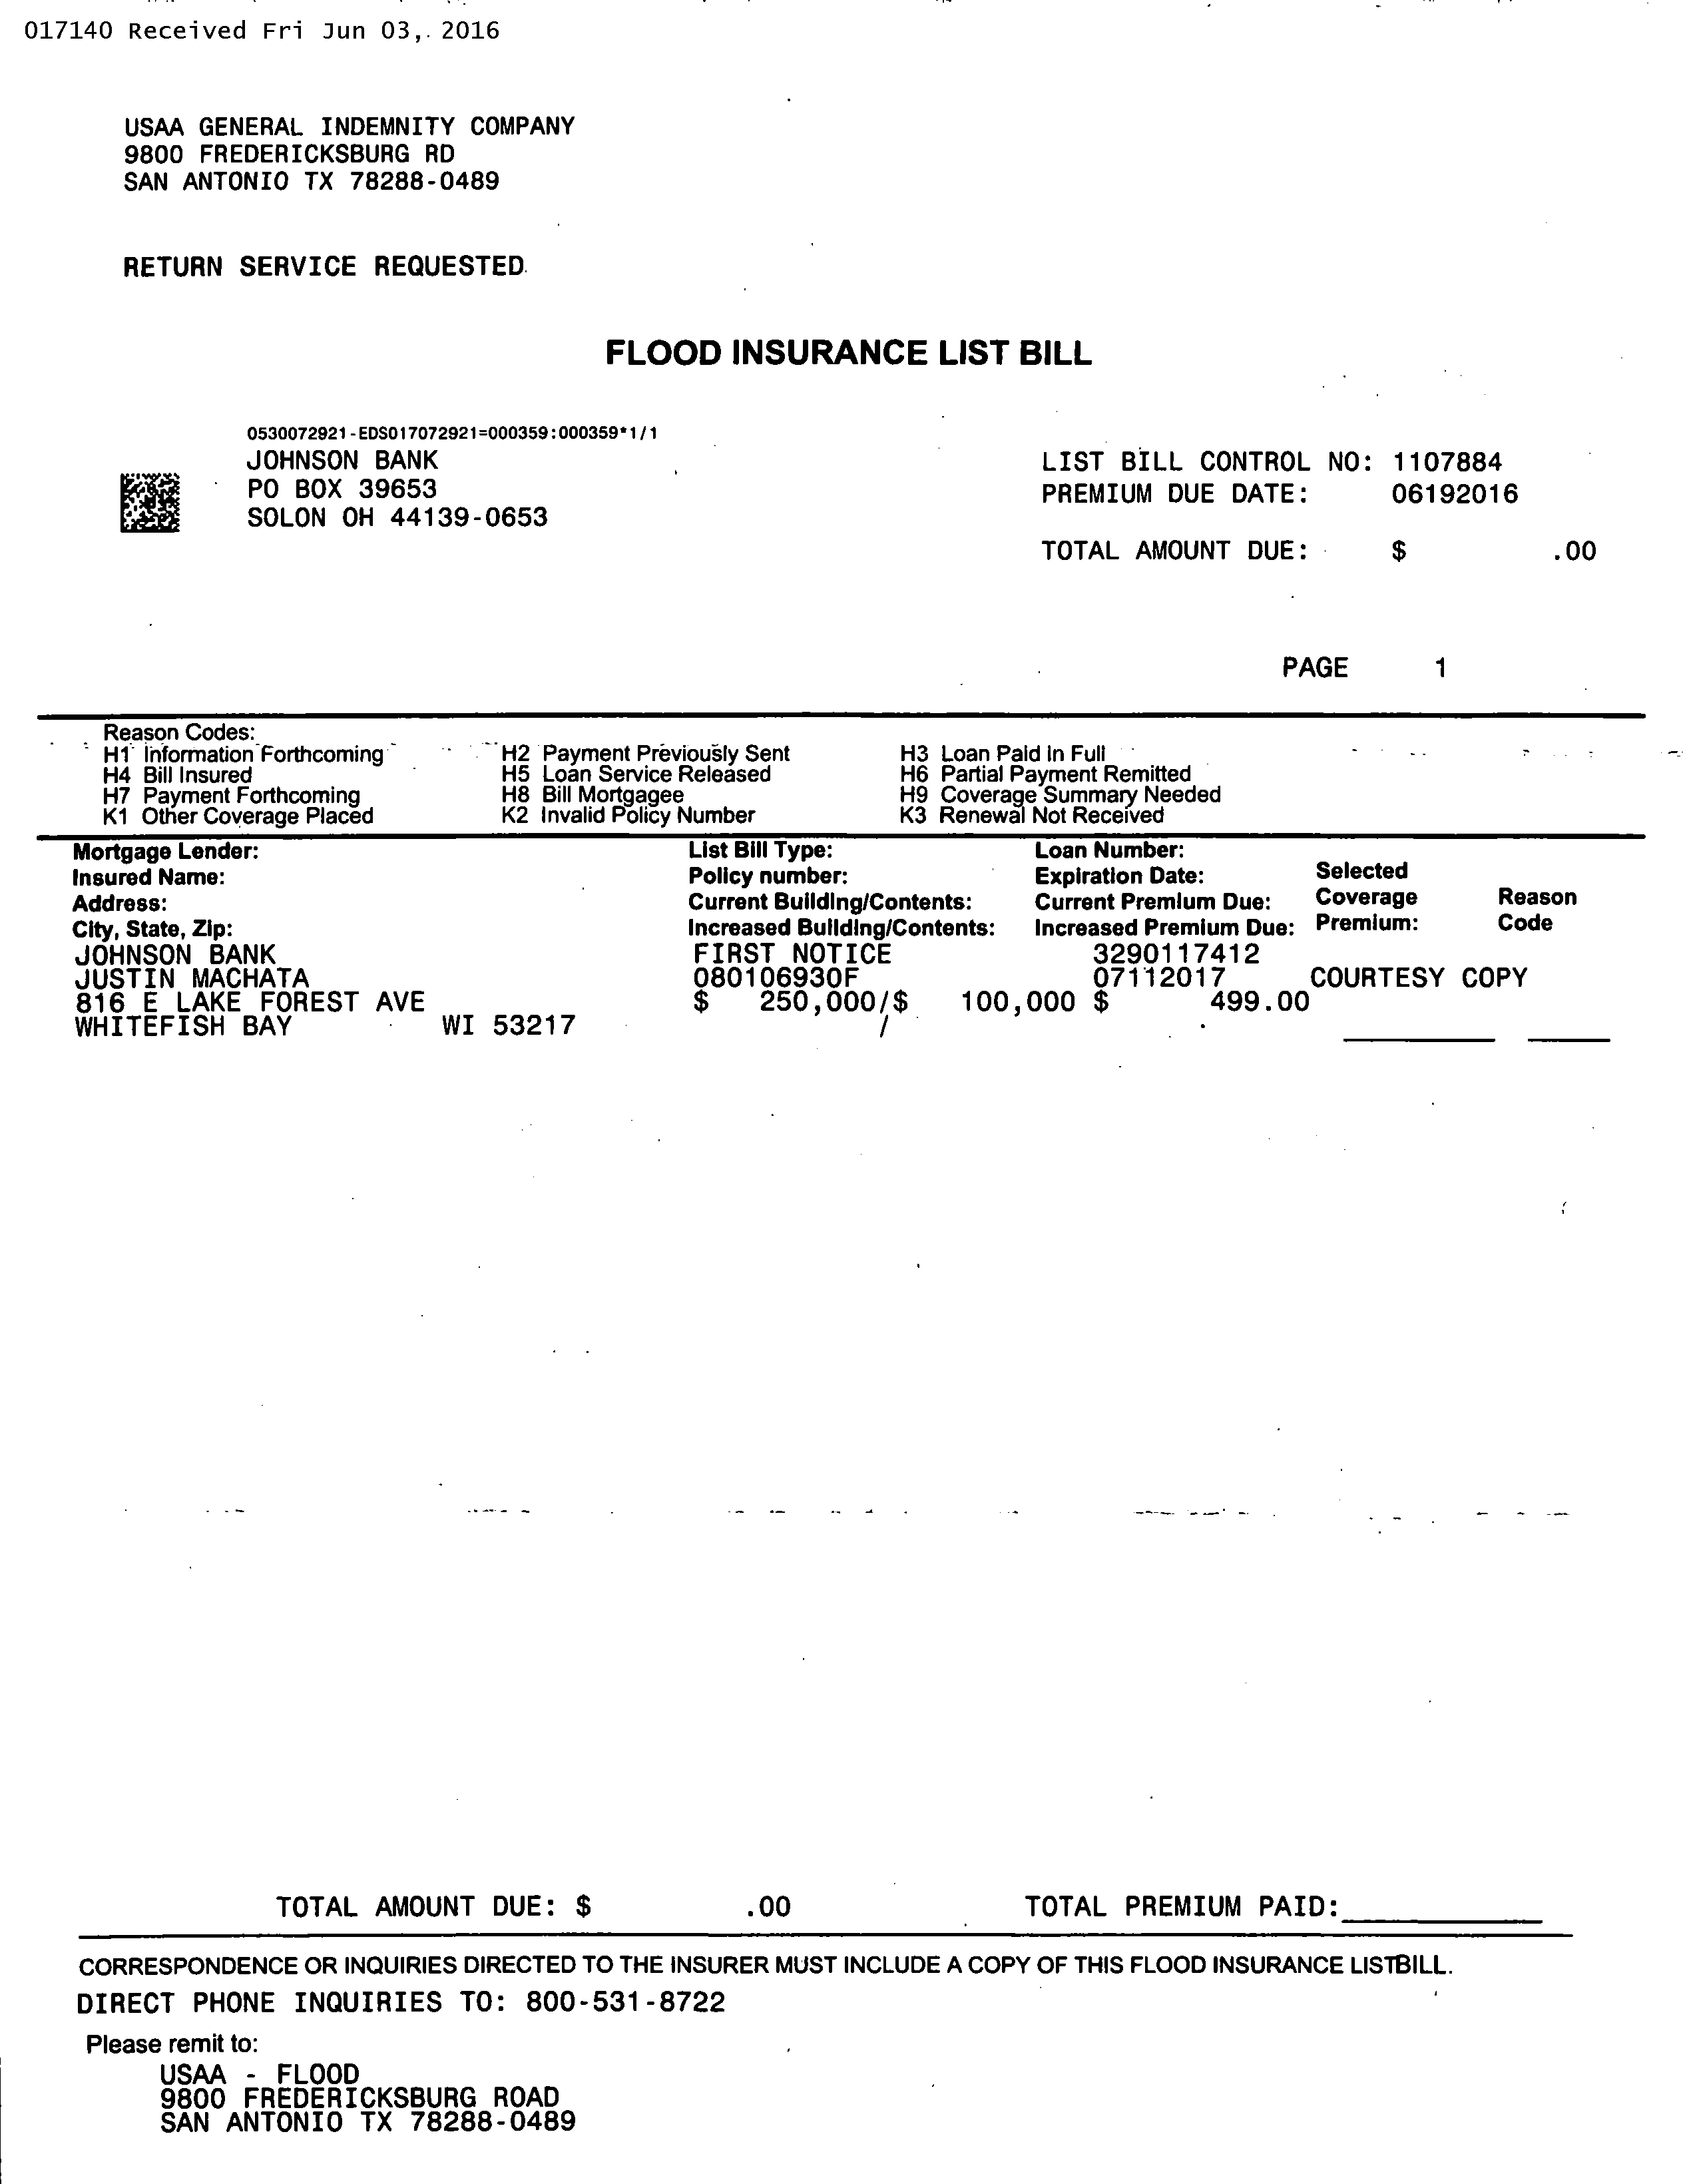 017140 Received Fri Jun 03, 2016
USAA GENERAL INDEMNITY COMPANY
9800 FREDERICKSBURG RD
SAN ANTONIO TX 78288-0489
RETURN SERVICE REQUESTED
FLOOD INSURANCE LIST BILL
0530072921-EDS017072921=000359:000359*1/1
JOHNSON BANK
PO BOX 39653
SOLON OH 44139-0653
LIST BILL CONTROL NO: 1107884
PREMIUM DUE DATE: 06192016
TOTAL AMOUNT DUE: $ .00
PAGE 1
Reason Codes:
H1 Information Forthcoming H2 Payment Previously Sent H3 Loan Paid in Full
H4 Bill Insured H5 Loan Service Released H6 Partial Payment Remitted
H7 Payment Forthcoming H8 Bill Mortgagee H9 Coverage Summary Needed
K1 Other Coverage Placed K2 Invalid Policy Number K3 Renewal Not Received
Mortgage Lender: List Bill Type: Loan Number:
Insured Name: Policy number: Expiration Date: Selected
Address: Current Building/Contents: Current Premium Due: Coverage Reason
City, State, Zip: Increased Building/Contents: Increased Premium Due: Premium: Code
JOHNSON BANK FIRST NOTICE 3290117412
JUSTIN MACHATA 080106930F 07112017 COURTESY COPY
816 E LAKE FOREST AVE $ 250,000/$ 100,000 $ 499.00
WHITEFISH BAY WI 53217 / .
TOTAL AMOUNT DUE: $ .00 TOTAL PREMIUM PAID:
CORRESPONDENCE OR INQUIRIES DIRECTED TO THE INSURER MUST INCLUDE A COPY OF THIS FLOOD INSURANCE LISTBILL.
DIRECT PHONE INQUIRIES TO: 800-531-8722
Please remit to:
USAA - FLOOD
9800 FREDERICKSBURG ROAD
SAN ANTONIO TX 78288-0489